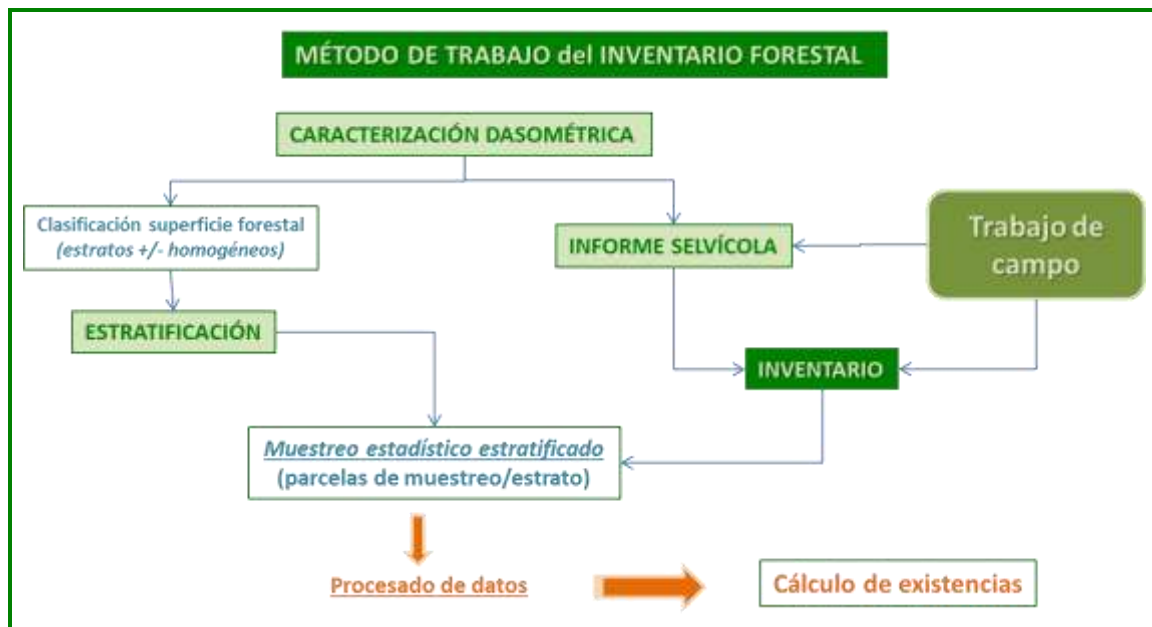 MÉTODO DE TRABAJO del INVENTARIO FORESTAL
CARACTERIZACIÓN DASOMÉTRICA
Clasificación superficie forestal
(estratos +/- homogéneos)
INFORME SELVÍCOLA
Trabajo de
campo
ESTRATIFICACIÓN
INVENTARIO
Muestreo estadístico estratificado
(parcelas de muestreo/estrato)
Procesado de datos
Cálculo de existencias